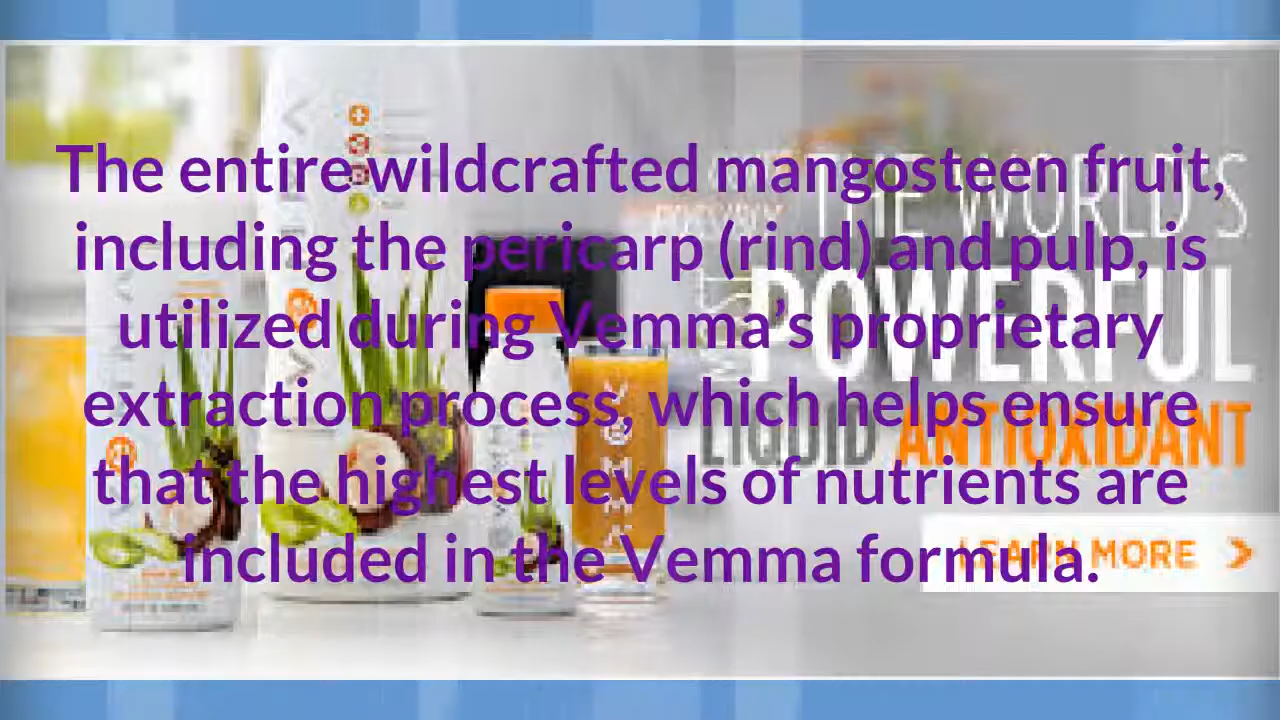 The entire wildcrafted mangosteen fruit,
including the pericarp (rind) and pulp, is
utilized during Vemma’s proprietary
extraction process, which helps ensure
that the highest levels of nutrients are
included in the Vemma formula.
THE WORLD'S
POWERFUL
LIQUID ANTIOXIDANT
LEARN MORE